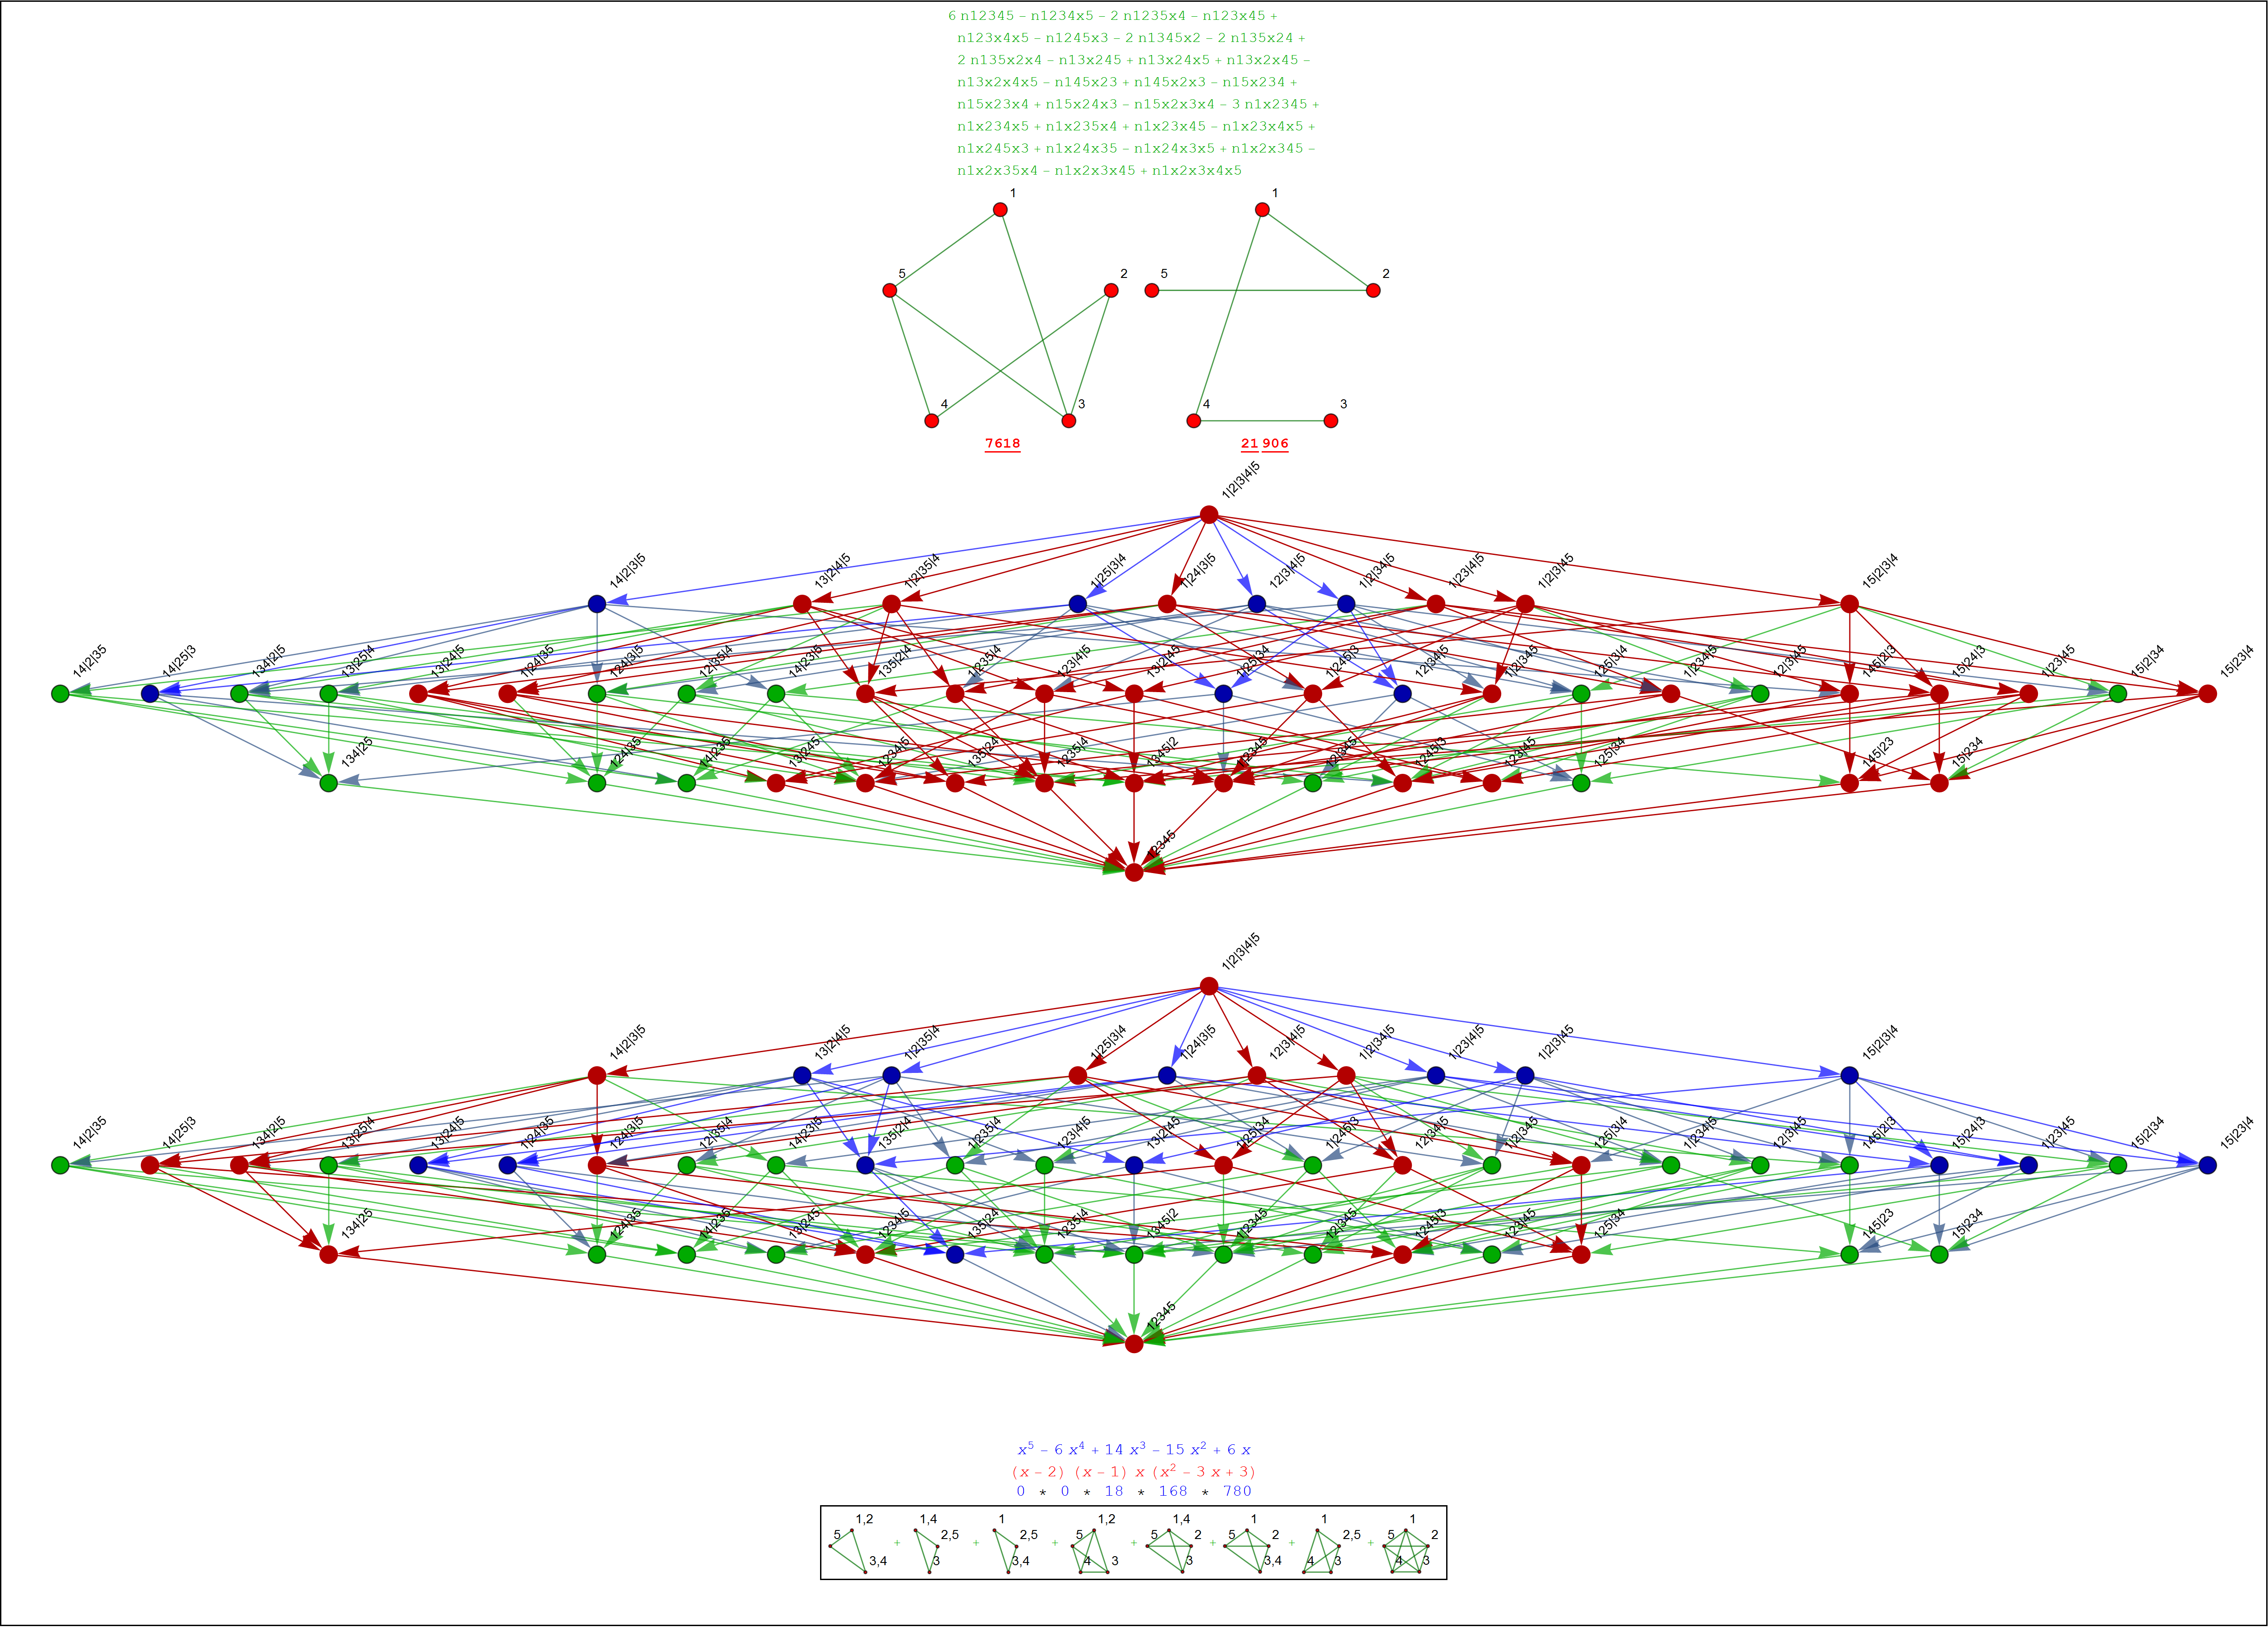 6 n12345 – n1234x5 – 2 n1235x4 – n123x45 +
n123x4x5 – n1245x3 – 2 n1345x2 – 2 n135x24 +
2 n135x2x4 – n13x245 + n13x24x5 + n13x2x45 –
n13x2x4x5 – n145x23 + n145x2x3 – n15x234 +
n15x23x4 + n15x24x3 – n15x2x3x4 – 3 n1x2345 +
n1x234x5 + n1x235x4 + n1x23x45 – n1x23x4x5 +
n1x245x3 + n1x24x35 – n1x24x3x5 + n1x2x345 –
n1x2x35x4 – n1x2x3x45 + n1x2x3x4x5
1 1
5 2 5 2
4 3 4 3
7618 21 906
1|2|3|4|5
14|2|3|5 13|2|4|5 1|2|35|4 1|25|3|4 1|24|3|5 12|3|4|5 1|2|34|5 1|23|4|5 1|2|3|45 15|2|3|4
14|2|35 14|25|3 134|2|5 13|25|4 13|24|5 1|24|35 124|3|5 12|35|4 14|23|5 135|2|4 1|235|4 123|4|5 13|2|45 1|25|34 1|245|3 12|34|5 1|2|345 125|3|4 1|234|5 12|3|45 145|2|3 15|24|3 1|23|45 15|2|34 15|23|4
134|25 124|35 14|235 13|245 1234|5 135|24 1235|4 1345|2 1|2345 12|345 1245|3 123|45 125|34 145|23 15|234
12345
1|2|3|4|5
14|2|3|5 13|2|4|5 1|2|35|4 1|25|3|4 1|24|3|5 12|3|4|5 1|2|34|5 1|23|4|5 1|2|3|45 15|2|3|4
14|2|35 14|25|3 134|2|5 13|25|4 13|24|5 1|24|35 124|3|5 12|35|4 14|23|5 135|2|4 1|235|4 123|4|5 13|2|45 1|25|34 1|245|3 12|34|5 1|2|345 125|3|4 1|234|5 12|3|45 145|2|3 15|24|3 1|23|45 15|2|34 15|23|4
134|25 124|35 14|235 13|245 1234|5 135|24 1235|4 1345|2 1|2345 12|345 1245|3 123|45 125|34 145|23 15|234
12345
x⁵ – 6 x⁴ + 14 x³ – 15 x² + 6 x
(x – 2) (x – 1) x (x² – 3 x + 3)
0 * 0 * 18 * 168 * 780
1,2 1,4 1 1,2 1,4 1 1 1
5 2,5 2,5 5 5 2 5 2 2,5 5 2
+ + + + + + +
3,4 3 3,4 4 3 3 3,4 4 3 4 3